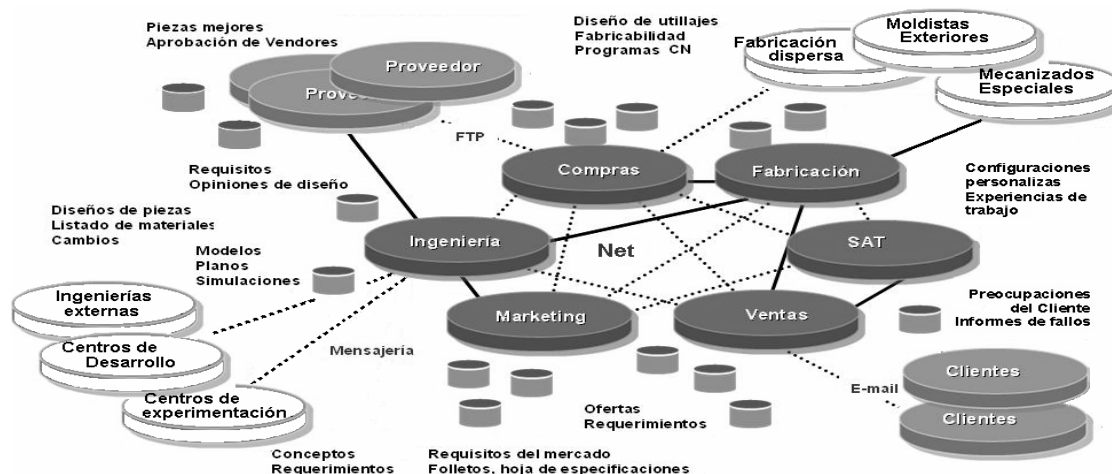 Piezas mejores
Aprobación de Vendores
Diseño de utillajes
Fabricabilidad
Programas CN
Moldistas
Exteriores
Fabricación
dispersa
Mecanizados
Especiales
Proveedor
FTP
Compras
Fabricación
Requisitos
Opiniones de diseño
Configuraciones
personalizas
Experiencias de
trabajo
Diseños de piezas
Listado de materiales
Cambios
Ingeniería
Net
SAT
Modelos
Planos
Simulaciones
Ingenierías
externas
Marketing
Ventas
Preocupaciones
del Cliente
Informes de fallos
Centros de
Desarrollo
Mensajería
E-mail
Clientes
Clientes
Centros de
experimentación
Ofertas
Requerimientos
Conceptos
Requerimientos
Requisitos del mercado
Folletos, hoja de especificaciones